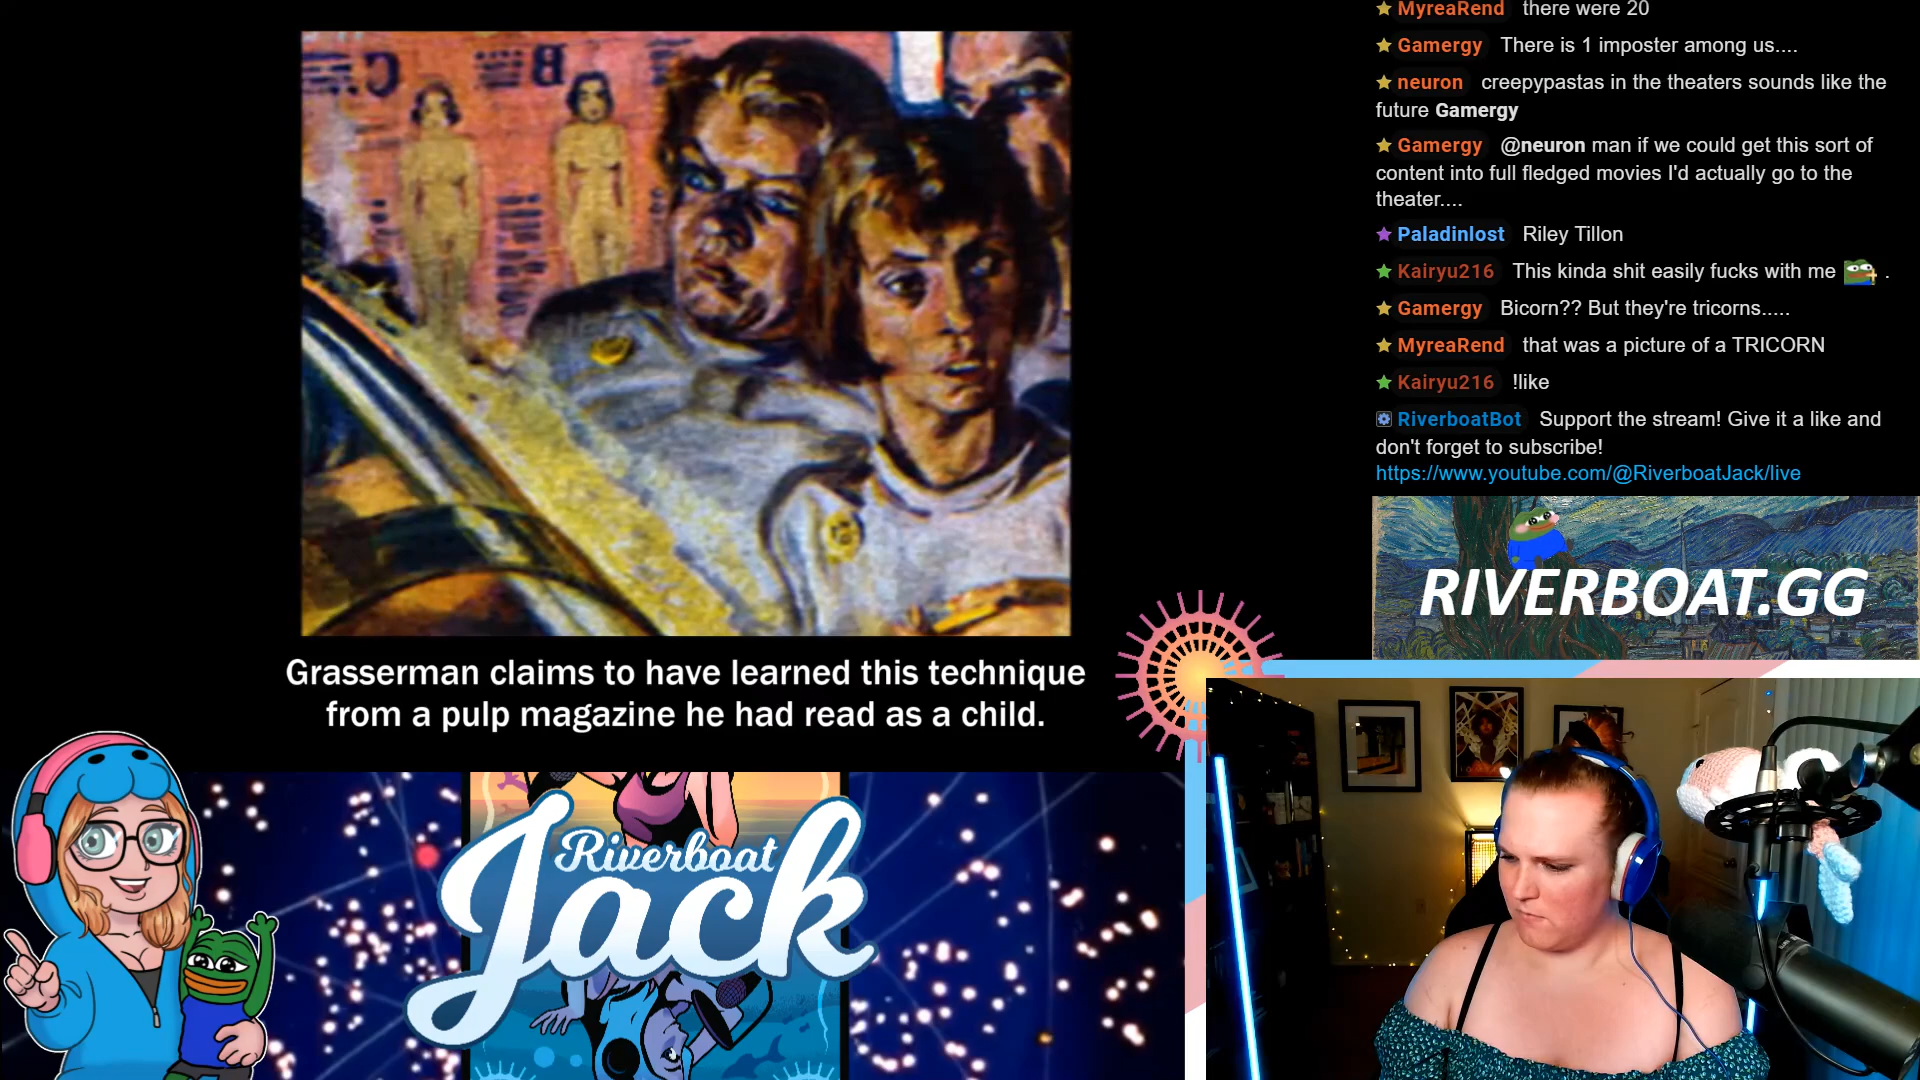 MyreaRend there were 20
Gamergy There is 1 imposter among us....
neuron creepypastas in the theaters sounds like the
future Gamergy
Gamergy @neuron man if we could get this sort of
content into full fledged movies I'd actually go to the
theater....
Paladinlost Riley Tillon
Kairyu216 This kinda shit easily fucks with me .
Gamergy Bicorn?? But they're tricorns.....
MyreaRend that was a picture of a TRICORN
Kairyu216 !like
RiverboatBot Support the stream! Give it a like and
don't forget to subscribe!
https://www.youtube.com/@RiverboatJack/live
RIVERBOAT.GG
Grasserman claims to have learned this technique
from a pulp magazine he had read as a child.
Riverboat
Jack